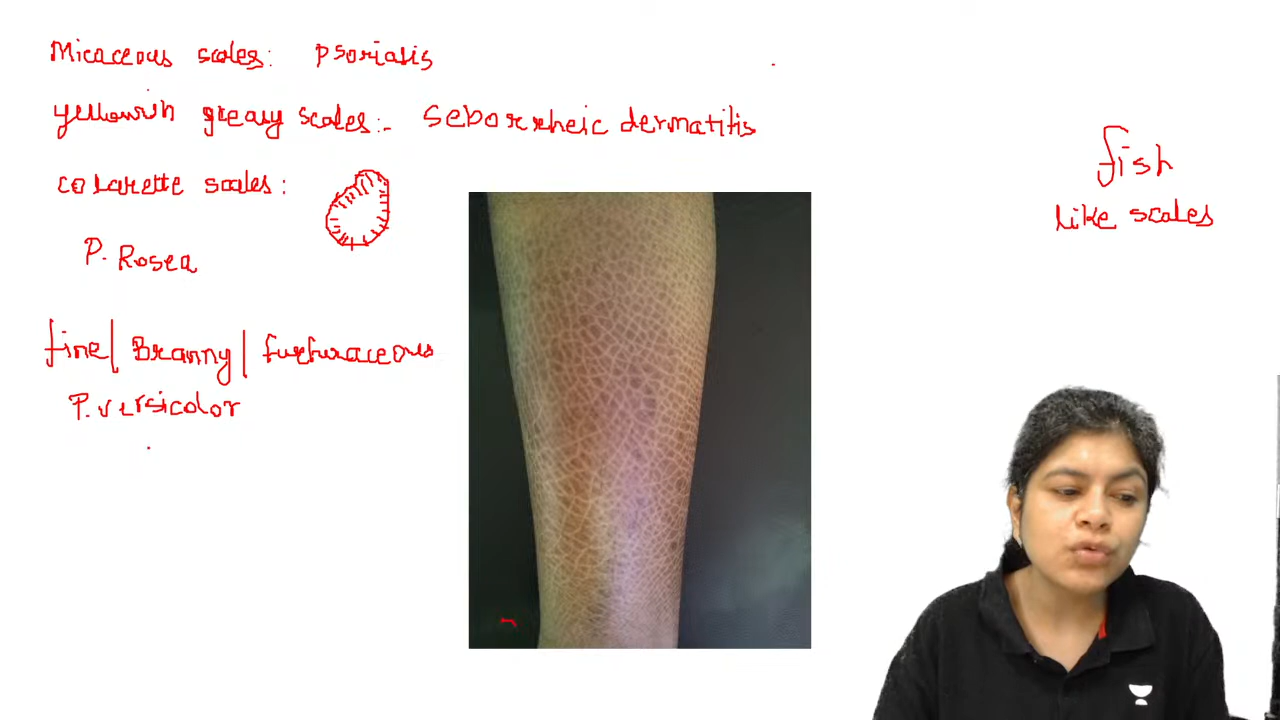 Micaceous scales: Psoriasis
yellowish greasy scales:- Seborrheic dermatitis
colarette scales:
P. Rosea
fine| Branny| furfuraceous
P. versicolor
fish
like scales